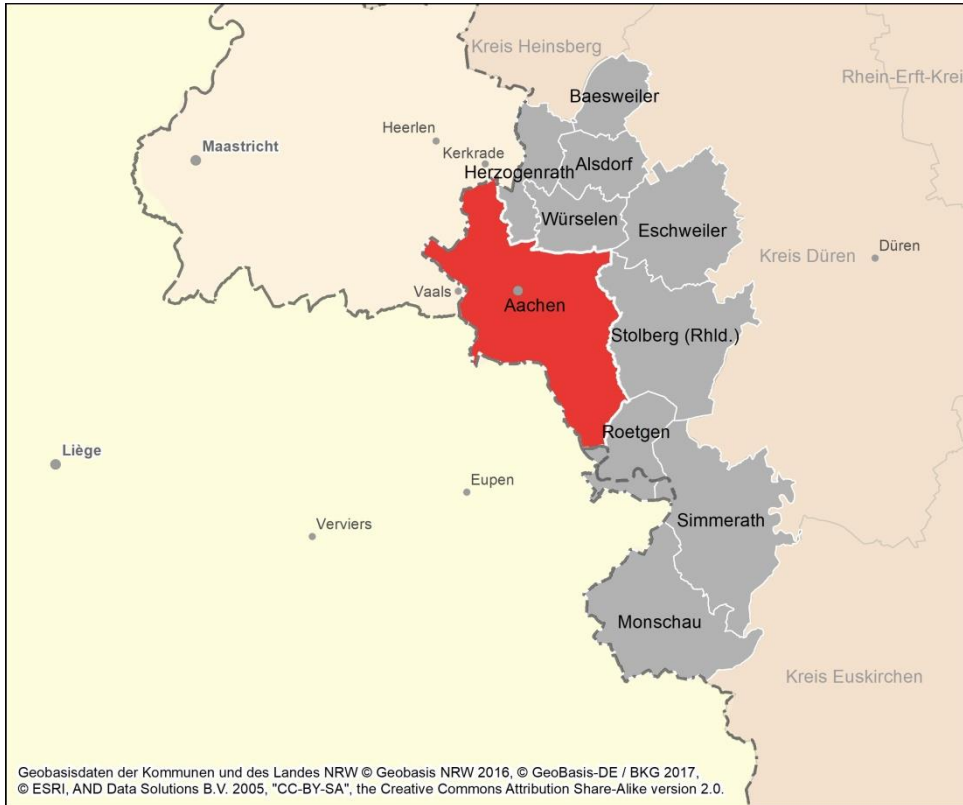 Kreis Heinsberg
Rhein-Erft-Krei
Baesweiler
Heerlen
Maastricht
Kerkrade
Herzogenrath
Alsdorf
Würselen
Eschweiler
Kreis Düren
Düren
Vaals
Aachen
Stolberg (Rhld.)
Roetgen
Liège
Eupen
Simmerath
Verviers
Monschau
Kreis Euskirchen
Geobasisdaten der Kommunen und des Landes NRW © Geobasis NRW 2016, © GeoBasis-DE / BKG 2017,
© ESRI, AND Data Solutions B.V. 2005, "CC-BY-SA", the Creative Commons Attribution Share-Alike version 2.0.